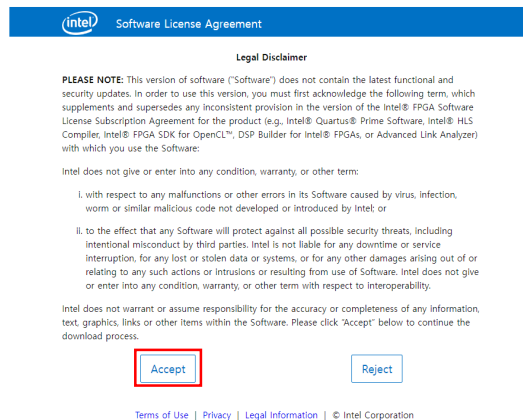 intel Software License Agreement
Legal Disclaimer
PLEASE NOTE: This version of software ("Software") does not contain the latest functional and
security updates. In order to use this version, you must first acknowledge the following term, which
supplements and supersedes any inconsistent provision in the version of the Intel® FPGA Software
License Subscription Agreement for the product (e.g., Intel® Quartus® Prime Software, Intel® HLS
Compiler, Intel® FPGA SDK for OpenCL™, DSP Builder for Intel® FPGAs, or Advanced Link Analyzer)
with which you use the Software:
Intel does not give or enter into any condition, warranty, or other term:
i. with respect to any malfunctions or other errors in its Software caused by virus, infection,
worm or similar malicious code not developed or introduced by Intel; or
ii. to the effect that any Software will protect against all possible security threats, including
intentional misconduct by third parties. Intel is not liable for any downtime or service
interruption, for any lost or stolen data or systems, or for any other damages arising out of or
relating to any such actions or intrusions or resulting from use of Software. Intel does not give
or enter into any condition, warranty, or other term with respect to interoperability.
Intel does not warrant or assume responsibility for the accuracy or completeness of any information,
text, graphics, links or other items within the Software. Please click "Accept" below to continue the
download process.
Accept Reject
Terms of Use | Privacy | Legal Information | © Intel Corporation